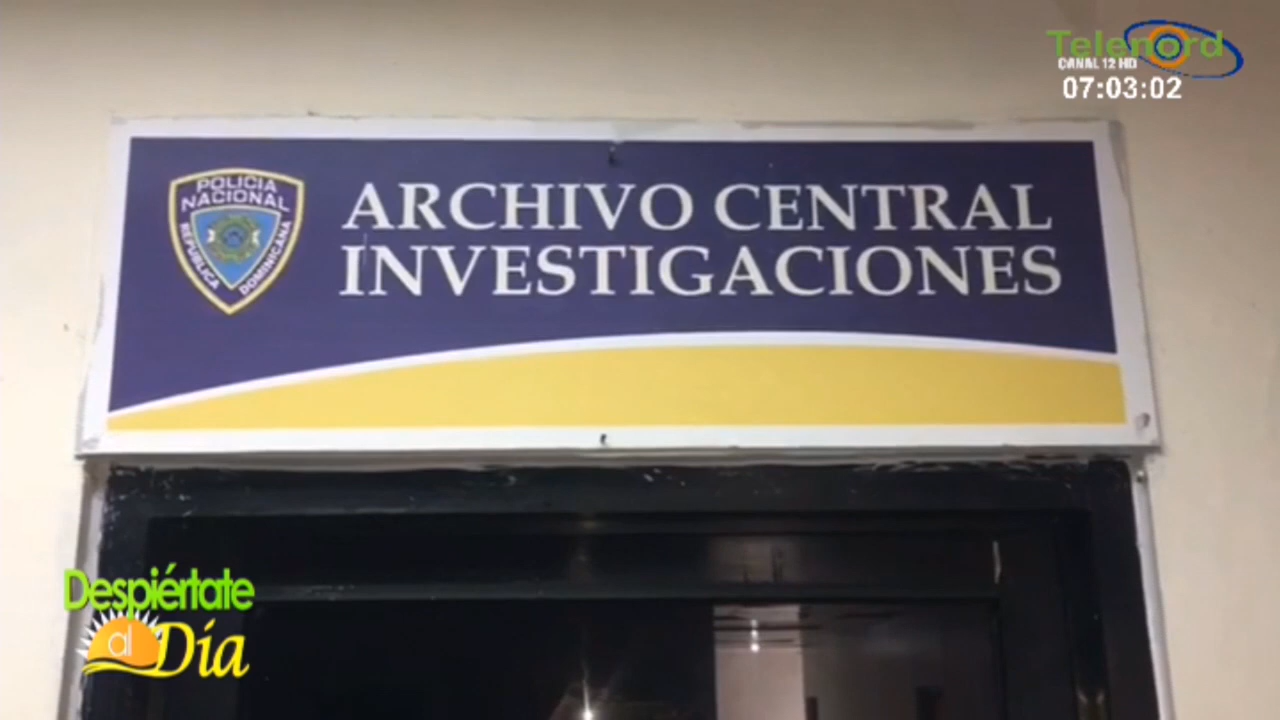 Telenord
CANAL 12 HD
07:03:02
POLICIA
NACIONAL
REPUBLICA
DOMINICANA
ARCHIVO CENTRAL
INVESTIGACIONES
Despiértate
al
Día